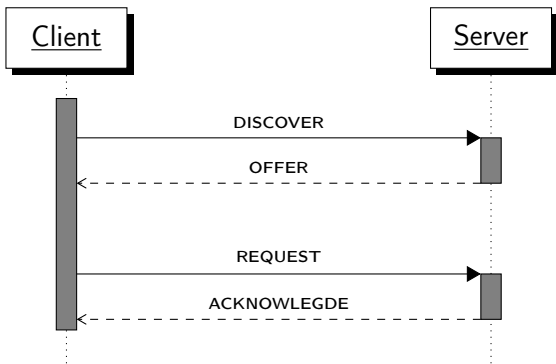 Client
Server
DISCOVER
OFFER
REQUEST
ACKNOWLEGDE